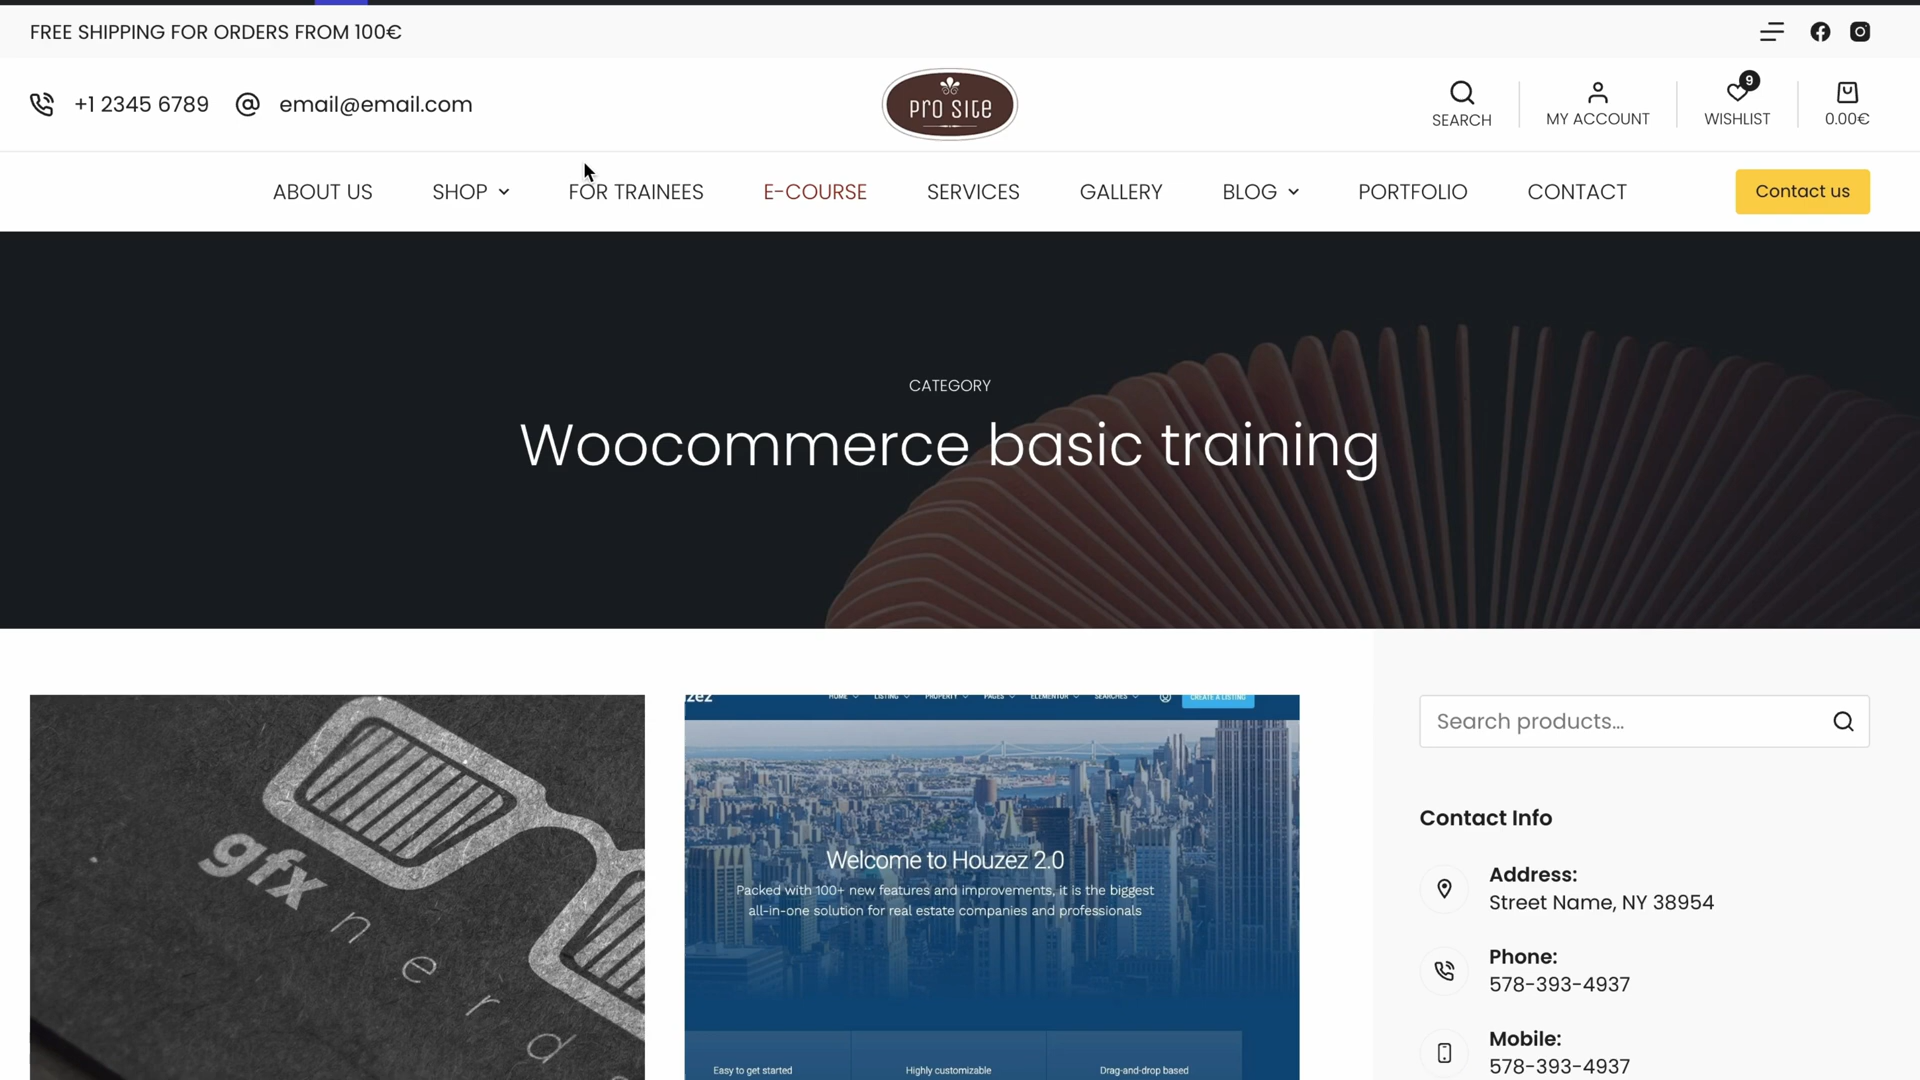 FREE SHIPPING FOR ORDERS FROM 100€
+1 2345 6789
email@email.com
pro site
SEARCH
MY ACCOUNT
9
WISHLIST
0.00€
ABOUT US
SHOP
FOR TRAINEES
E-COURSE
SERVICES
GALLERY
BLOG
PORTFOLIO
CONTACT
Contact us
CATEGORY
Woocommerce basic training
gfx
nerd
HOME
LISTING
PROPERTY
PAGES
ELEMENTOR
SEARCHES
CREATE A LISTING
Welcome to Houzez 2.0
Packed with 100+ new features and improvements, it is the biggest
all-in-one solution for real estate companies and professionals
Easy to get started
Highly customizable
Drag-and-drop based
Search products...
Contact Info
Address:
Street Name, NY 38954
Phone:
578-393-4937
Mobile:
578-393-4937